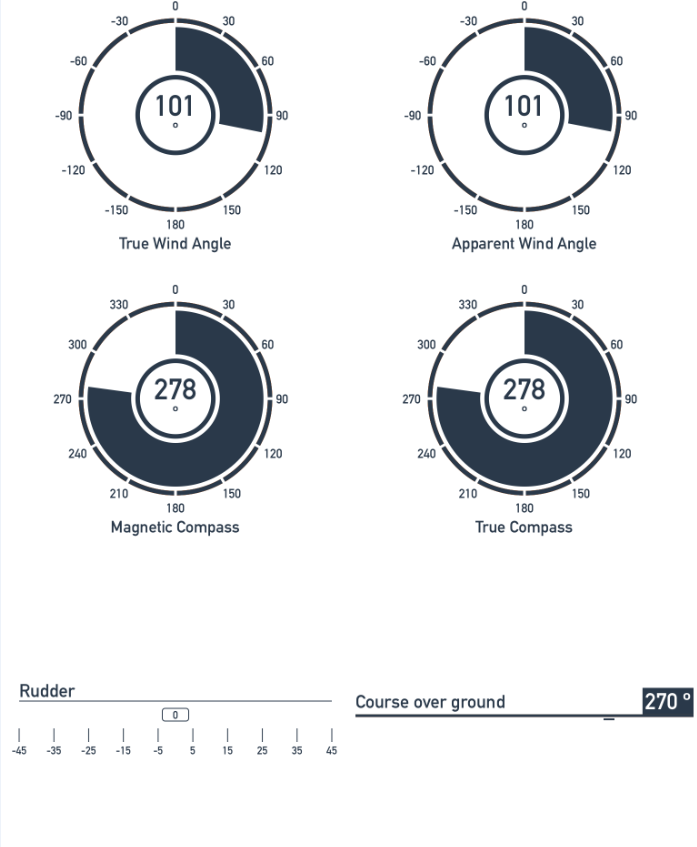 0 0
-30 30 -30 30
-60 60 -60 60
101 101
° °
-90 90 -90 90
-120 120 -120 120
-150 150 -150 150
180 180
True Wind Angle Apparent Wind Angle
0 0
330 30 330 30
300 60 300 60
278 278
° °
270 90 270 90
240 120 240 120
210 150 210 150
180 180
Magnetic Compass True Compass
Rudder
0
-45 -35 -25 -15 -5 5 15 25 35 45
Course over ground 270 °